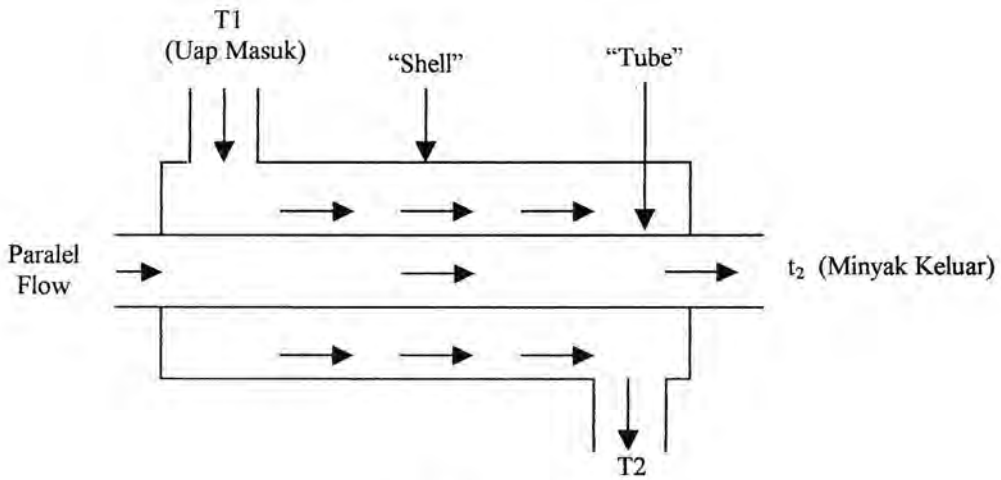 T1
(Uap Masuk)
“Shell”
“Tube”
Paralel
Flow
t₂ (Minyak Keluar)
T2